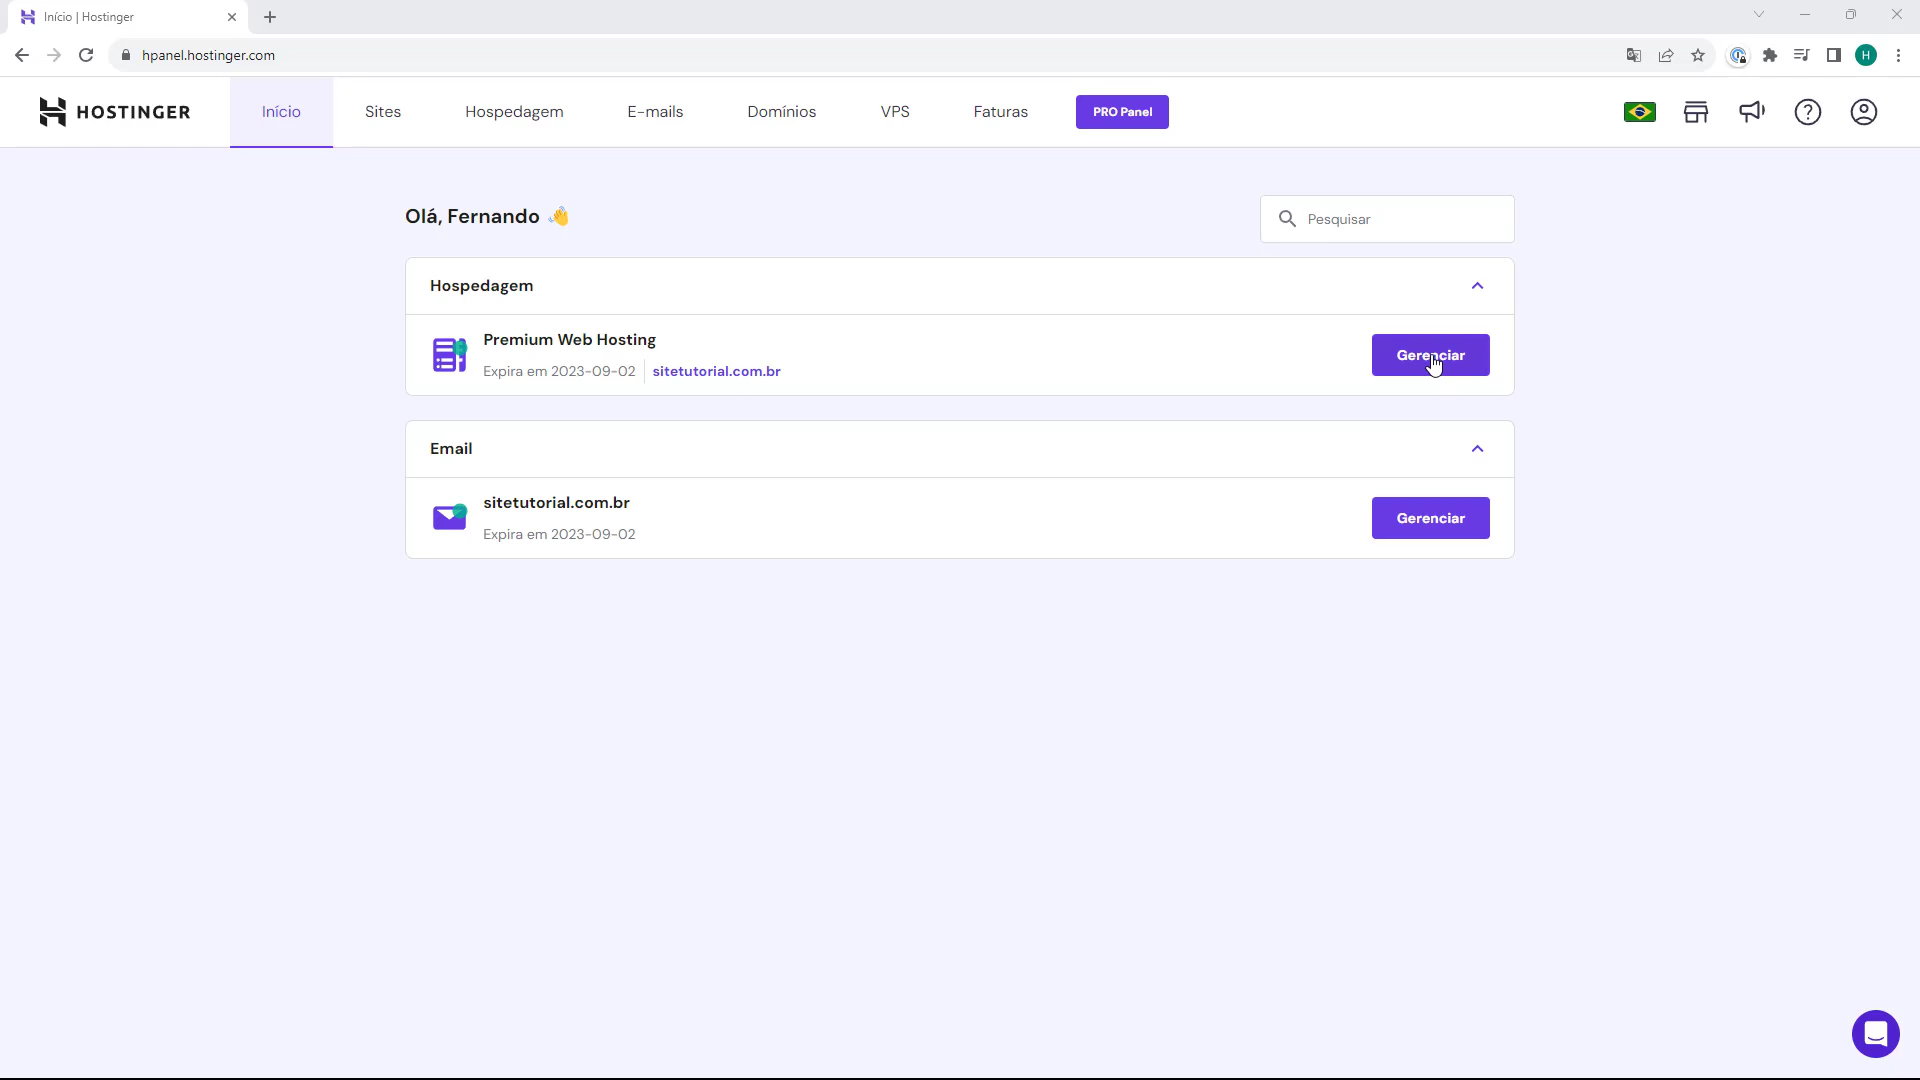 Início | Hostinger
hpanel.hostinger.com
H
HOSTINGER
Início
Sites
Hospedagem
E-mails
Domínios
VPS
Faturas
PRO Panel
Olá, Fernando 👋
Pesquisar
Hospedagem
Premium Web Hosting
Expira em 2023-09-02
sitetutorial.com.br
Gerenciar
Email
sitetutorial.com.br
Expira em 2023-09-02
Gerenciar